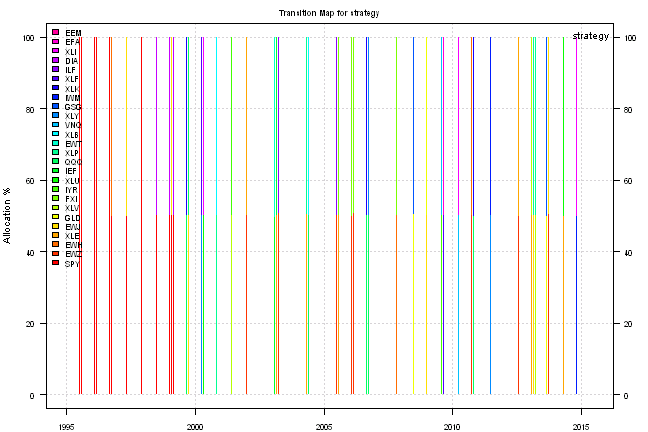 Transition Map for strategy
strategy
100
80
60
40
20
0
Allocation %
EEM
EFA
XLI
DIA
ILF
XLF
XLK
IWM
GSG
XLY
VNQ
XLB
EWT
XLP
QQQ
IEF
XLU
IYR
FXI
XLV
GLD
EWJ
XLE
EWH
EWZ
SPY
100
80
60
40
20
0
1995
2000
2005
2010
2015